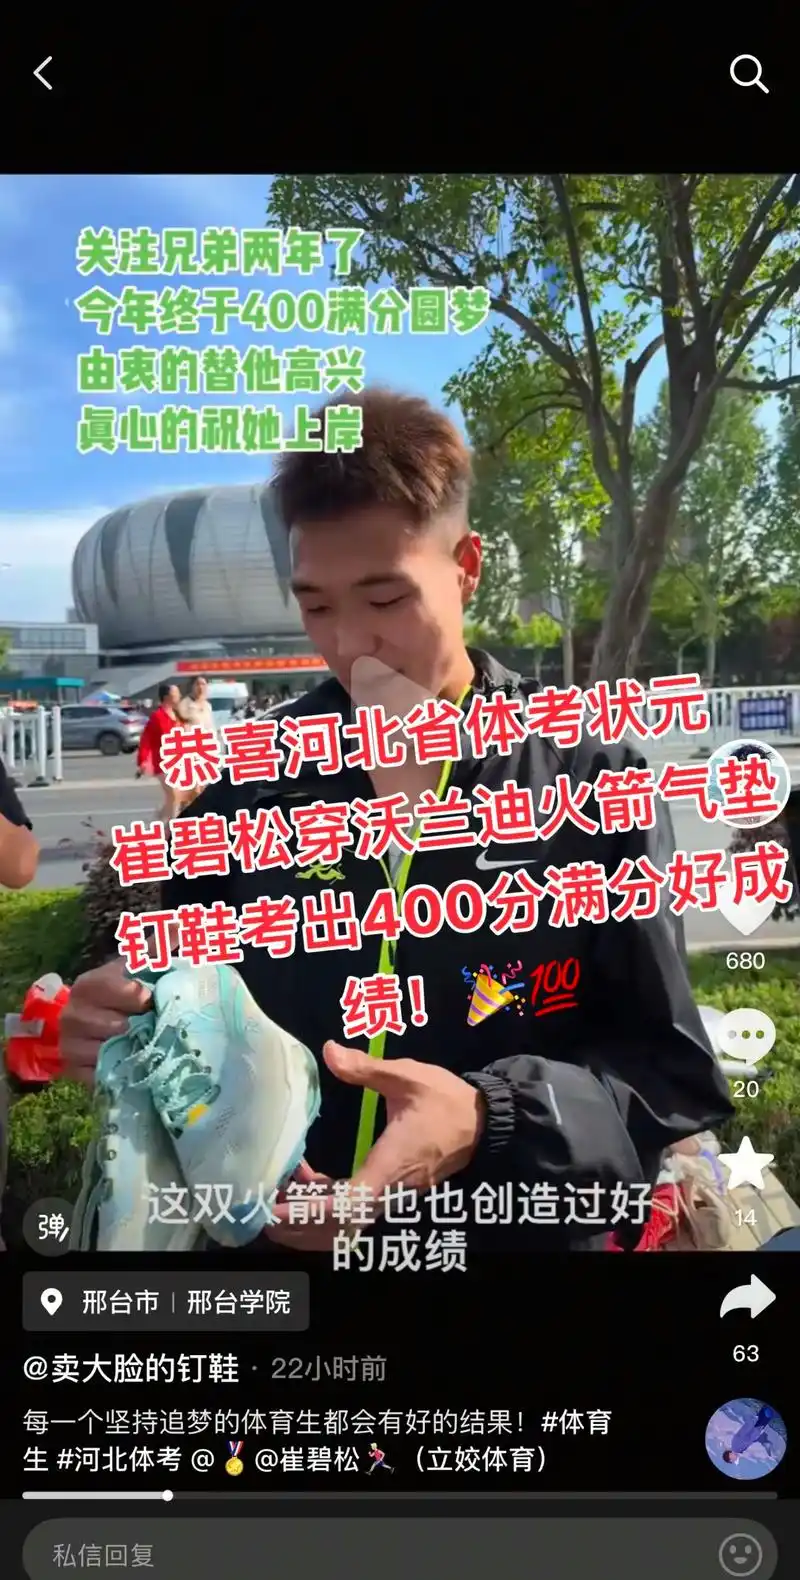 关注兄弟两年了
今年终于400满分圆梦
由衷的替他高兴
真心的祝她上岸
恭喜河北省体考状元
崔碧松穿沃兰迪火箭气垫
钉鞋考出400分满分好成
绩！🎉💯
680
20
14
这双火箭鞋也也创造过好
的成绩
弹
邢台市 | 邢台学院
63
@卖大脸的钉鞋 · 22小时前
每一个坚持追梦的体育生都会有好的结果！#体育
生 #河北体考 @🏅 @崔碧松🏃（立姣体育）
私信回复